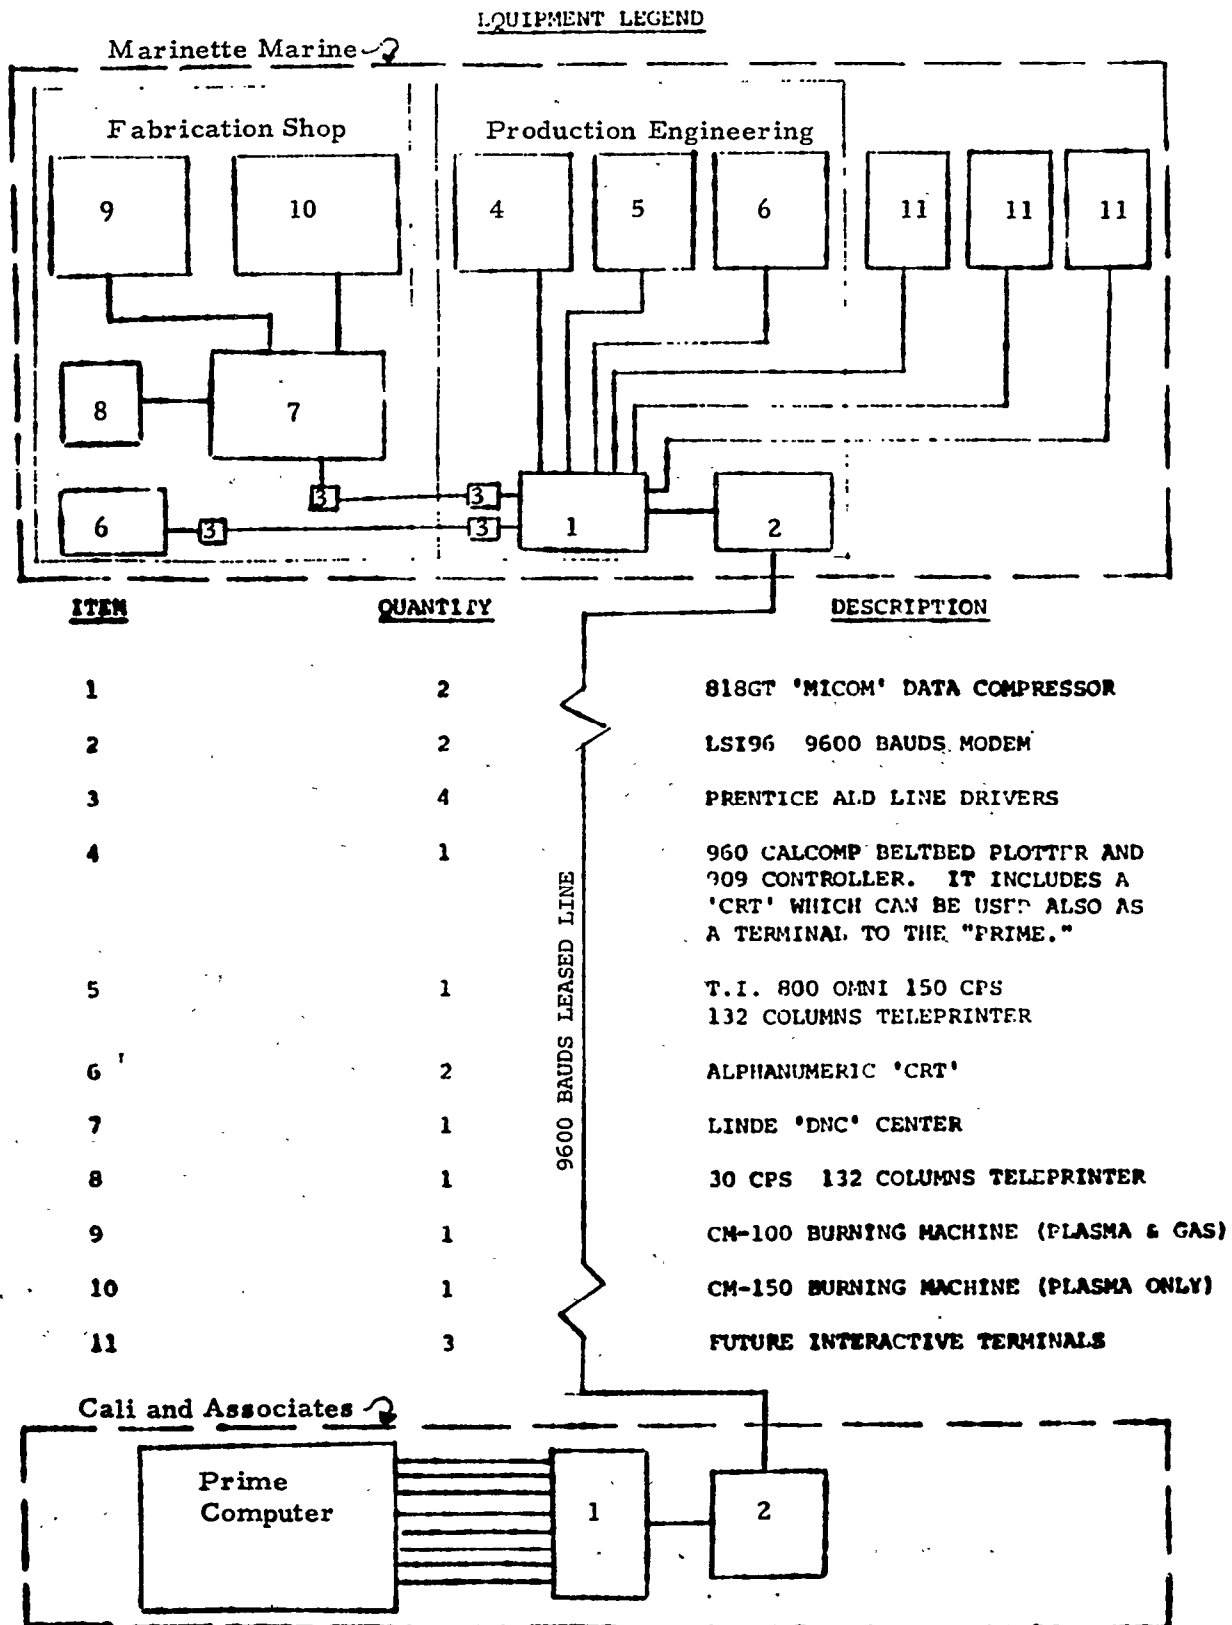 EQUIPMENT LEGEND
Marinette Marine
Fabrication Shop
Production Engineering
9
10
4
5
6
11
11
11
8
7
3
3
6
3
3
1
2
ITEM QUANTITY DESCRIPTION
1 2 818GT 'MICOM' DATA COMPRESSOR
2 2 LSI96 9600 BAUDS MODEM
3 4 PRENTICE ALD LINE DRIVERS
4 1 960 CALCOMP BELTBED PLOTTER AND
909 CONTROLLER. IT INCLUDES A
'CRT' WHICH CAN BE USED ALSO AS
A TERMINAL TO THE "PRIME."
5 1 T.I. 800 OMNI 150 CPS
132 COLUMNS TELEPRINTER
6 2 ALPHANUMERIC 'CRT'
7 1 LINDE 'DNC' CENTER
8 1 30 CPS 132 COLUMNS TELEPRINTER
9 1 CM-100 BURNING MACHINE (PLASMA & GAS)
10 1 CM-150 BURNING MACHINE (PLASMA ONLY)
11 3 FUTURE INTERACTIVE TERMINALS
9600 BAUDS LEASED LINE
Cali and Associates
Prime
Computer
1
2